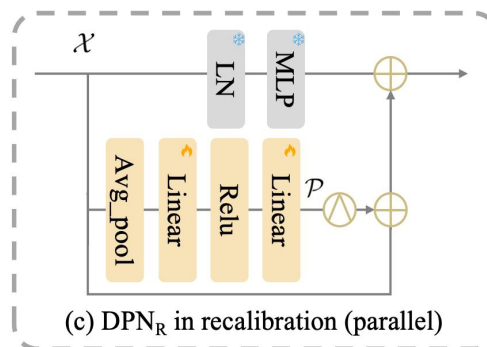 𝒳
LN
MLP
Avg_pool
Linear
Relu
Linear
𝒫
(c) DPN_R in recalibration (parallel)